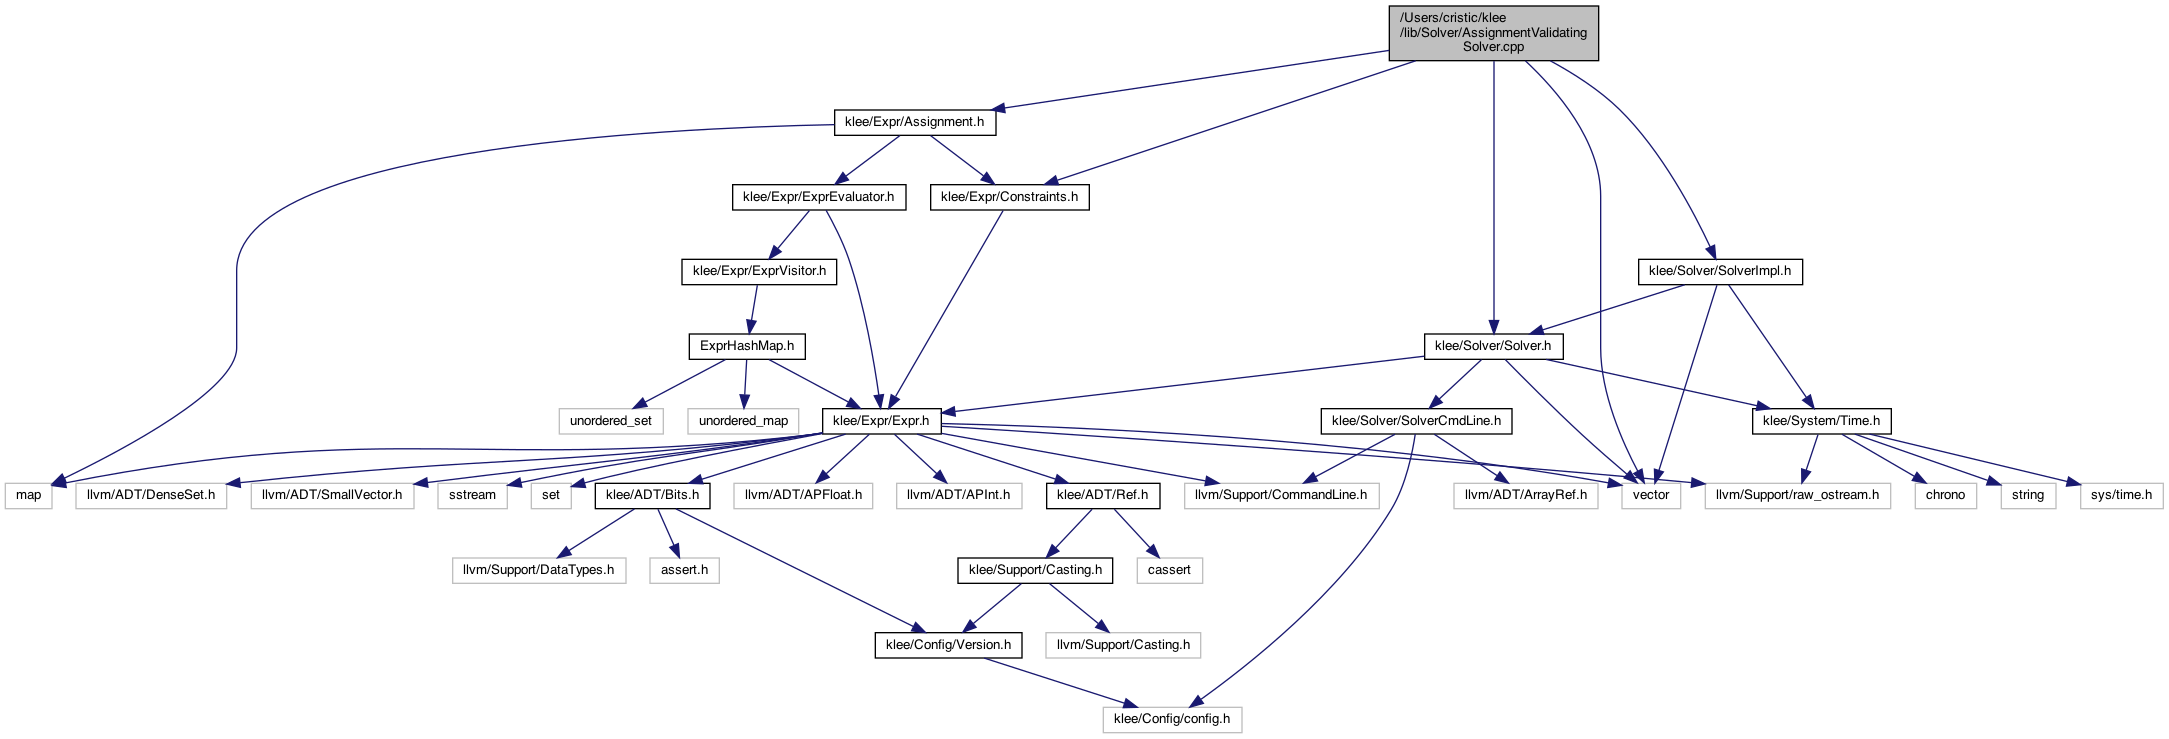 /Users/cristic/klee
/lib/Solver/AssignmentValidating
Solver.cpp
klee/Expr/Assignment.h
klee/Expr/ExprEvaluator.h
klee/Expr/Constraints.h
klee/Expr/ExprVisitor.h
klee/Solver/SolverImpl.h
ExprHashMap.h
klee/Solver/Solver.h
unordered_set
unordered_map
klee/Expr/Expr.h
klee/Solver/SolverCmdLine.h
klee/System/Time.h
map
llvm/ADT/DenseSet.h
llvm/ADT/SmallVector.h
sstream
set
klee/ADT/Bits.h
llvm/ADT/APFloat.h
llvm/ADT/APInt.h
klee/ADT/Ref.h
llvm/Support/CommandLine.h
llvm/ADT/ArrayRef.h
vector
llvm/Support/raw_ostream.h
chrono
string
sys/time.h
llvm/Support/DataTypes.h
assert.h
klee/Support/Casting.h
cassert
klee/Config/Version.h
llvm/Support/Casting.h
klee/Config/config.h